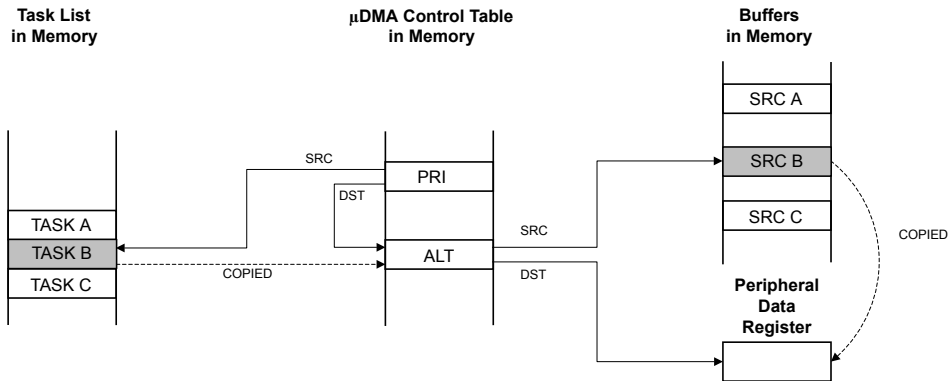 Task List
in Memory
µDMA Control Table
in Memory
Buffers
in Memory
SRC A
SRC
PRI
SRC B
DST
TASK A
SRC C
SRC
COPIED
TASK B
ALT
COPIED
DST
TASK C
Peripheral
Data
Register